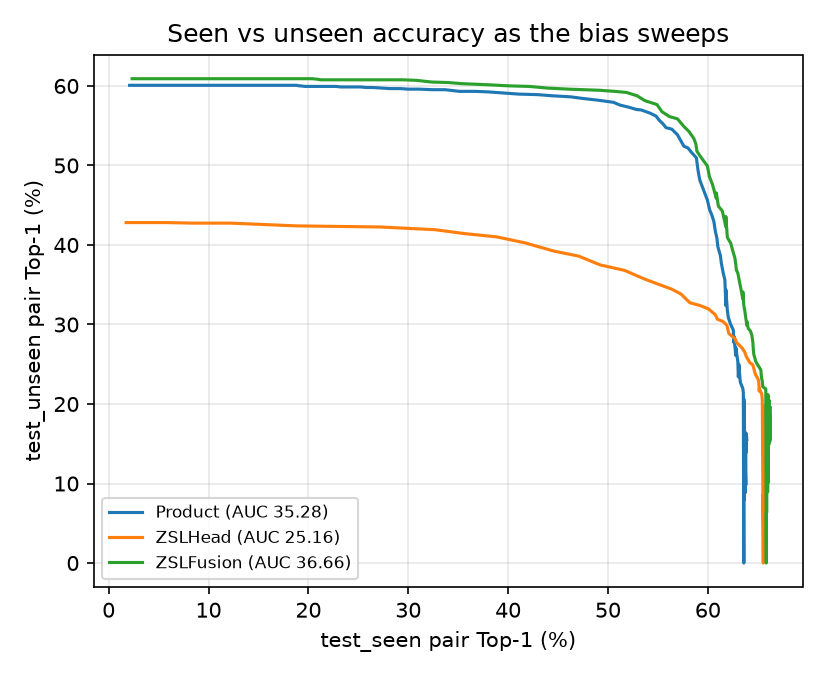 Seen vs unseen accuracy as the bias sweeps
test_unseen pair Top-1 (%)
60
50
40
30
20
10
0
Product (AUC 35.28)
ZSLHead (AUC 25.16)
ZSLFusion (AUC 36.66)
0 10 20 30 40 50 60
test_seen pair Top-1 (%)